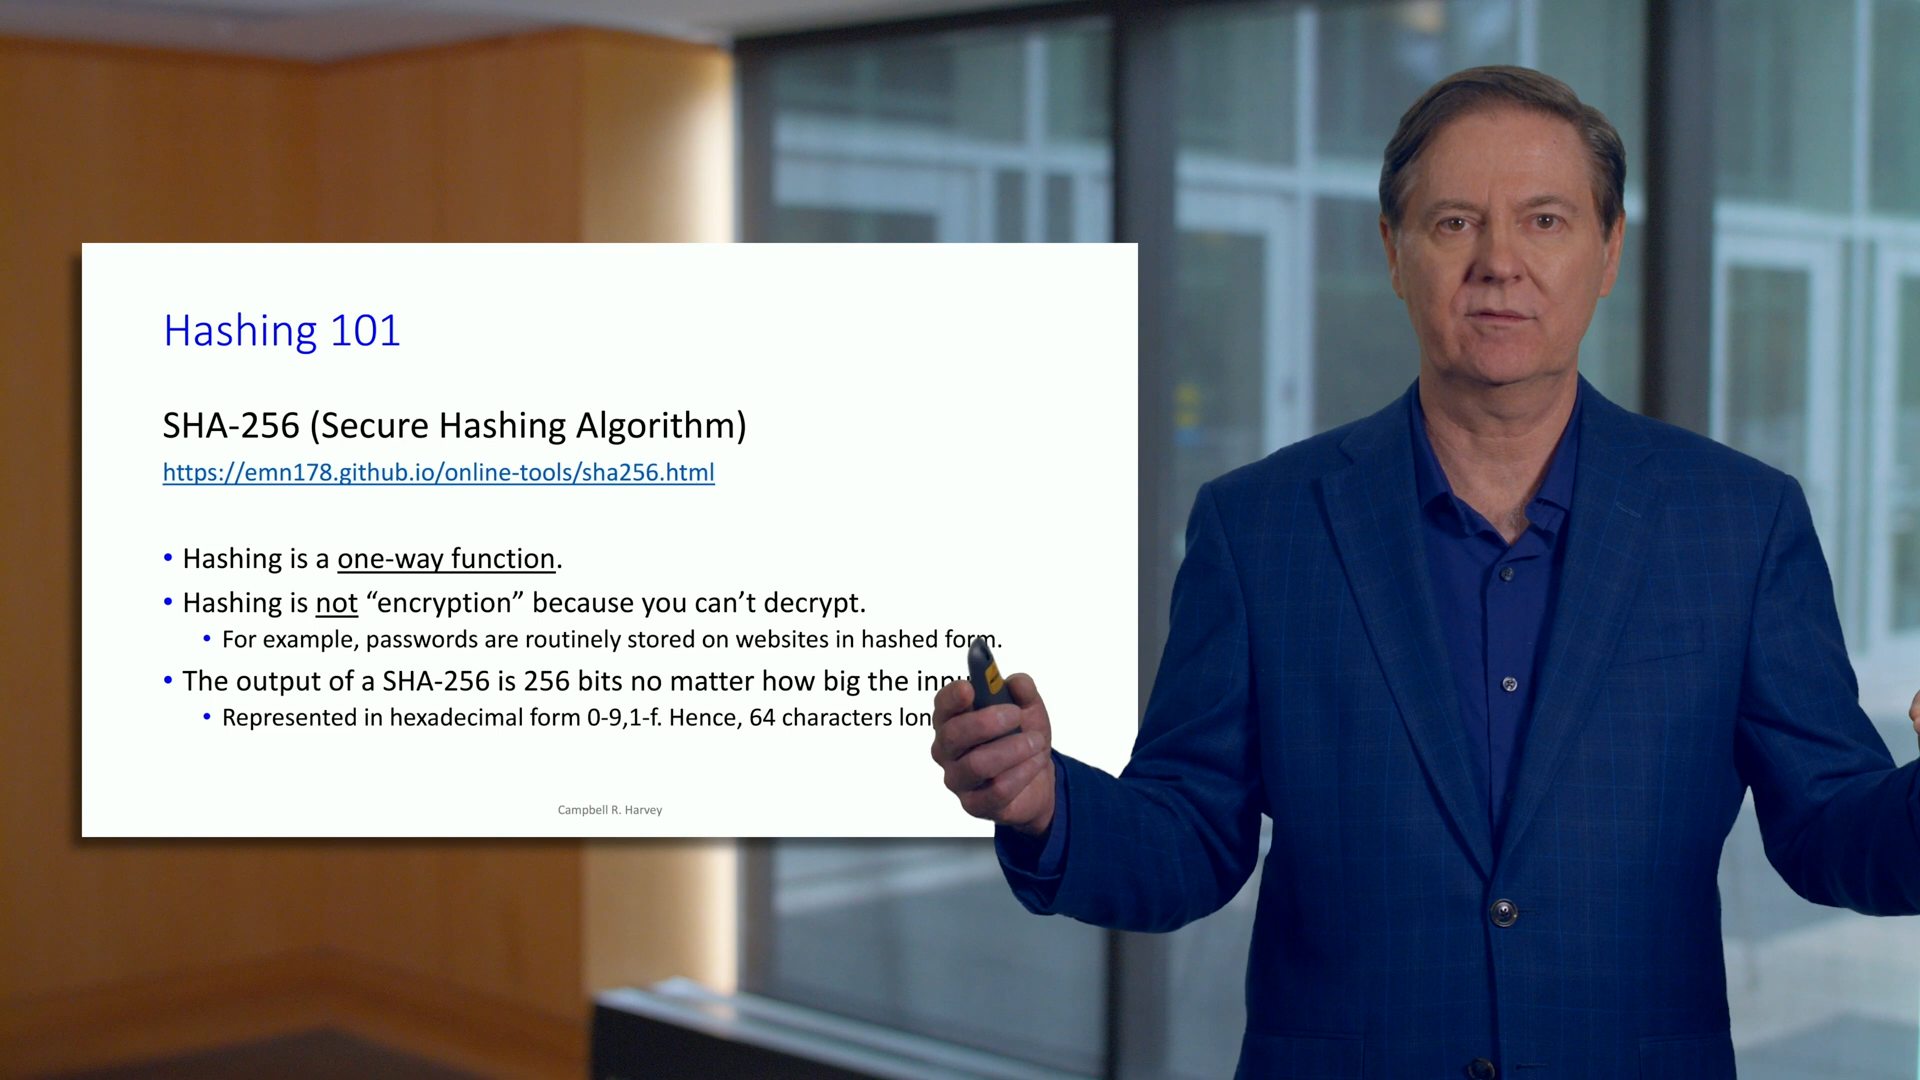 Hashing 101
SHA-256 (Secure Hashing Algorithm)
https://emn178.github.io/online-tools/sha256.html
• Hashing is a one-way function.
• Hashing is not “encryption” because you can’t decrypt.
• For example, passwords are routinely stored on websites in hashed form.
• The output of a SHA-256 is 256 bits no matter how big the
• Represented in hexadecimal form 0-9,1-f. Hence, 64 characters
Campbell R. Harvey